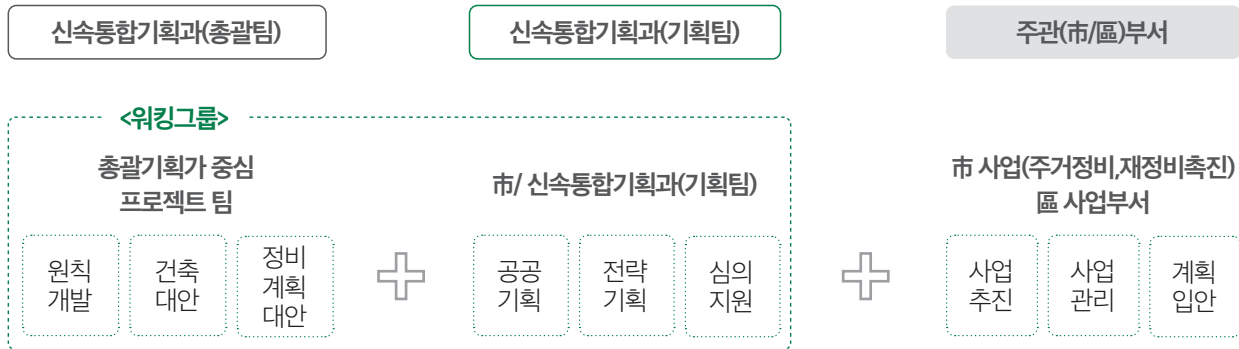 신속통합기획과(총괄팀)
신속통합기획과(기획팀)
주관(市/區)부서
<워킹그룹>
총괄기획가 중심
프로젝트 팀
市/ 신속통합기획과(기획팀)
市 사업(주거정비,재정비촉진)
區 사업부서
원칙
개발
건축
대안
정비
계획
대안
공공
기획
전략
기획
심의
지원
사업
추진
사업
관리
계획
입안